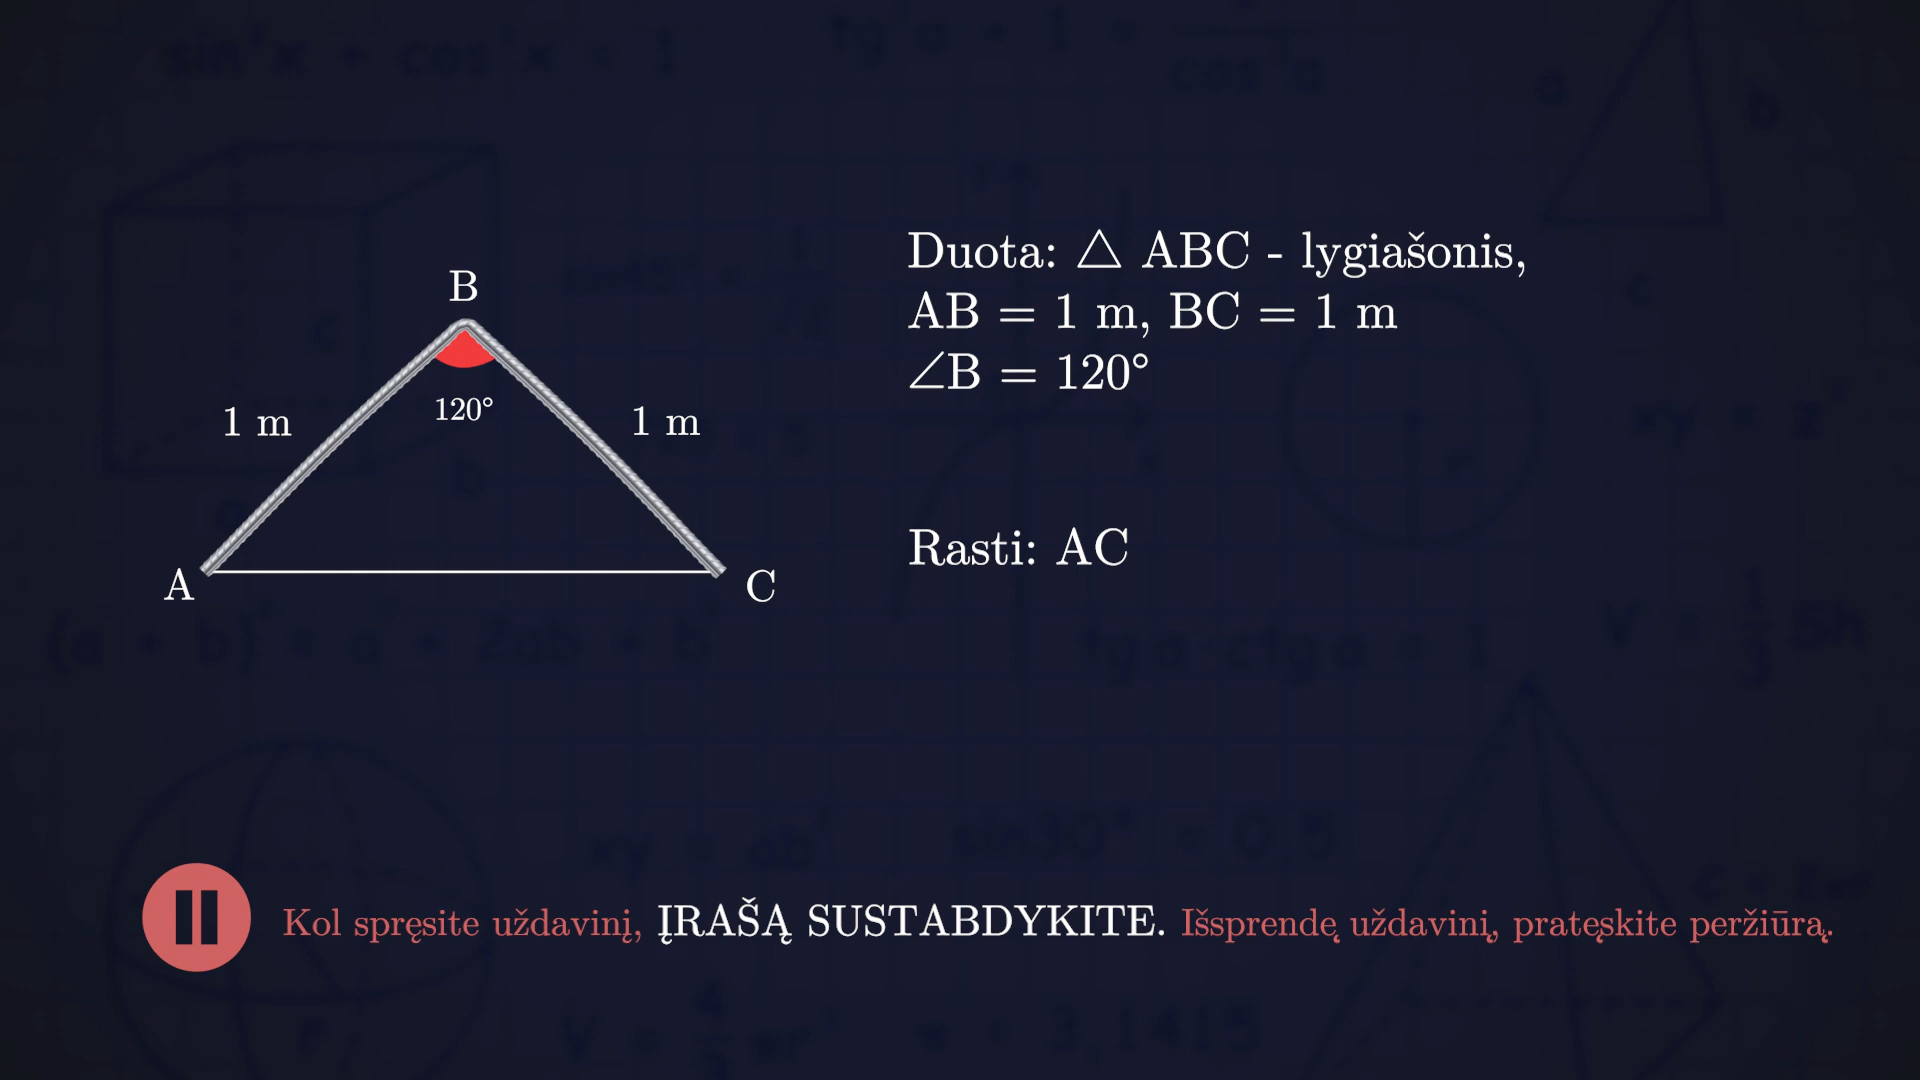 B
1 m
120°
1 m
A
C
Duota: △ ABC - lygiašonis,
AB = 1 m, BC = 1 m
∠B = 120°
Rasti: AC
Kol spręsite uždavinį, ĮRAŠĄ SUSTABDYKITE. Išsprendę uždavinį, pratęskite peržiūrą.